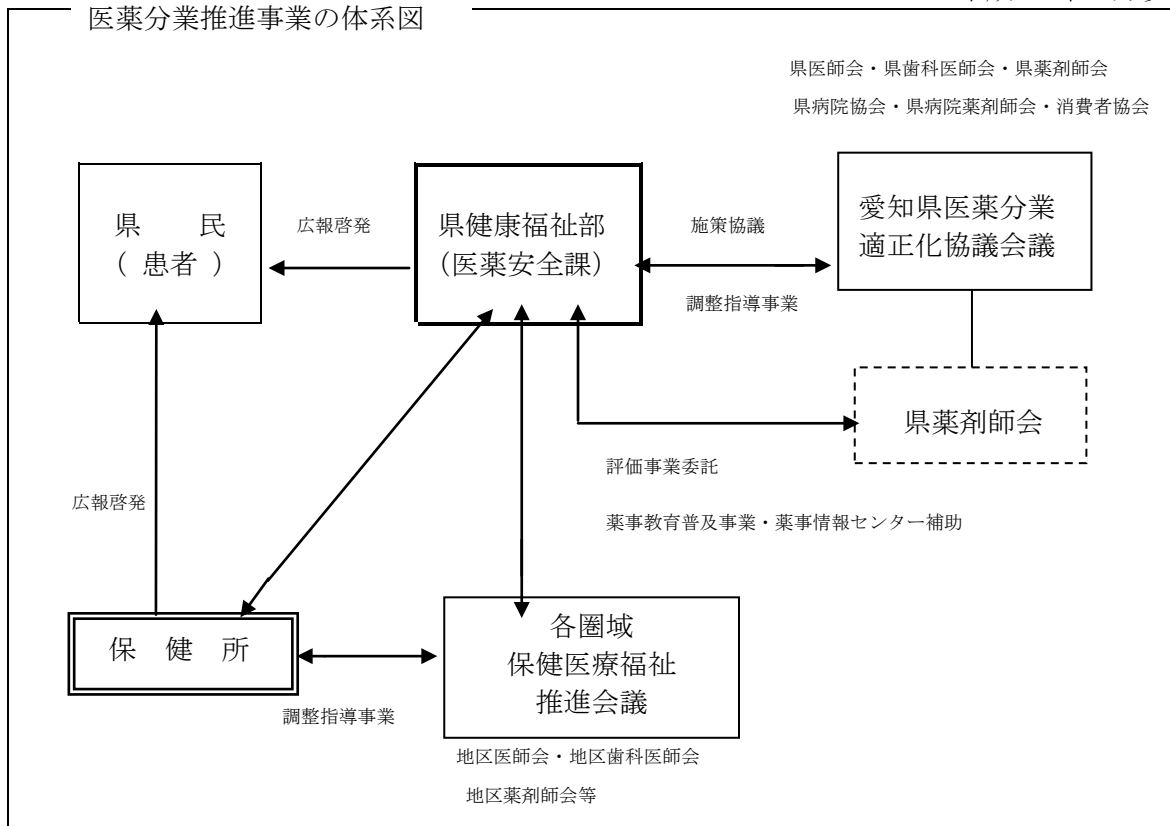 医薬分業推進事業の体系図
県医師会・県歯科医師会・県薬剤師会
県病院協会・県病院薬剤師会・消費者協会
県　　民
（ 患者 ）
広報啓発
県健康福祉部
（医薬安全課）
施策協議
調整指導事業
愛知県医薬分業
適正化協議会議
県薬剤師会
評価事業委託
薬事教育普及事業・薬事情報センター補助
広報啓発
保　健　所
調整指導事業
各圏域
保健医療福祉
推進会議
地区医師会・地区歯科医師会
地区薬剤師会等